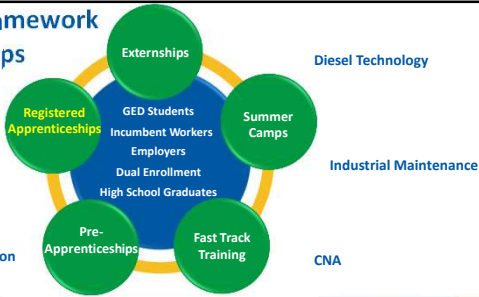 amework
ps
Externships
Diesel Technology
Registered
Apprenticeships
GED Students
Incumbent Workers
Employers
Dual Enrollment
High School Graduates
Summer
Camps
Industrial Maintenance
Pre-
Apprenticeships
Fast Track
Training
on
CNA